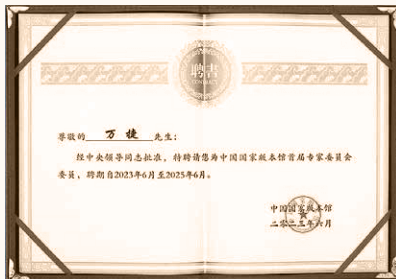 聘书
尊敬的 万捷 先生：
经中央领导同志批准，特聘请您为中国国家版本馆首届专家委员会
委员，聘期自2023年6月至2025年6月。
中国国家版本馆
二零二三年六月